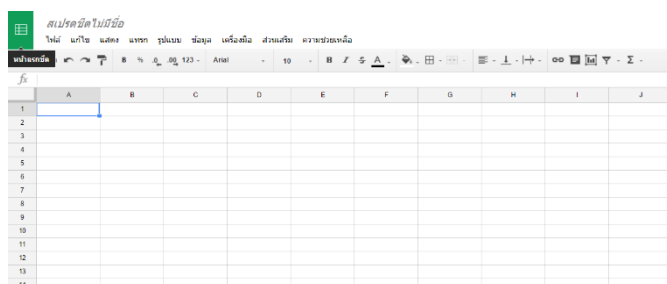 สเปรดชีตไม่มีชื่อ
ไฟล์ แก้ไข แสดง แทรก รูปแบบ ข้อมูล เครื่องมือ ส่วนเสริม ความช่วยเหลือ
หน้าแรกชีต % .0 .00 123 Arial 10 B I S A Σ
fx
A B C D E F G H I J
1
2
3
4
5
6
7
8
9
10
11
12
13
14